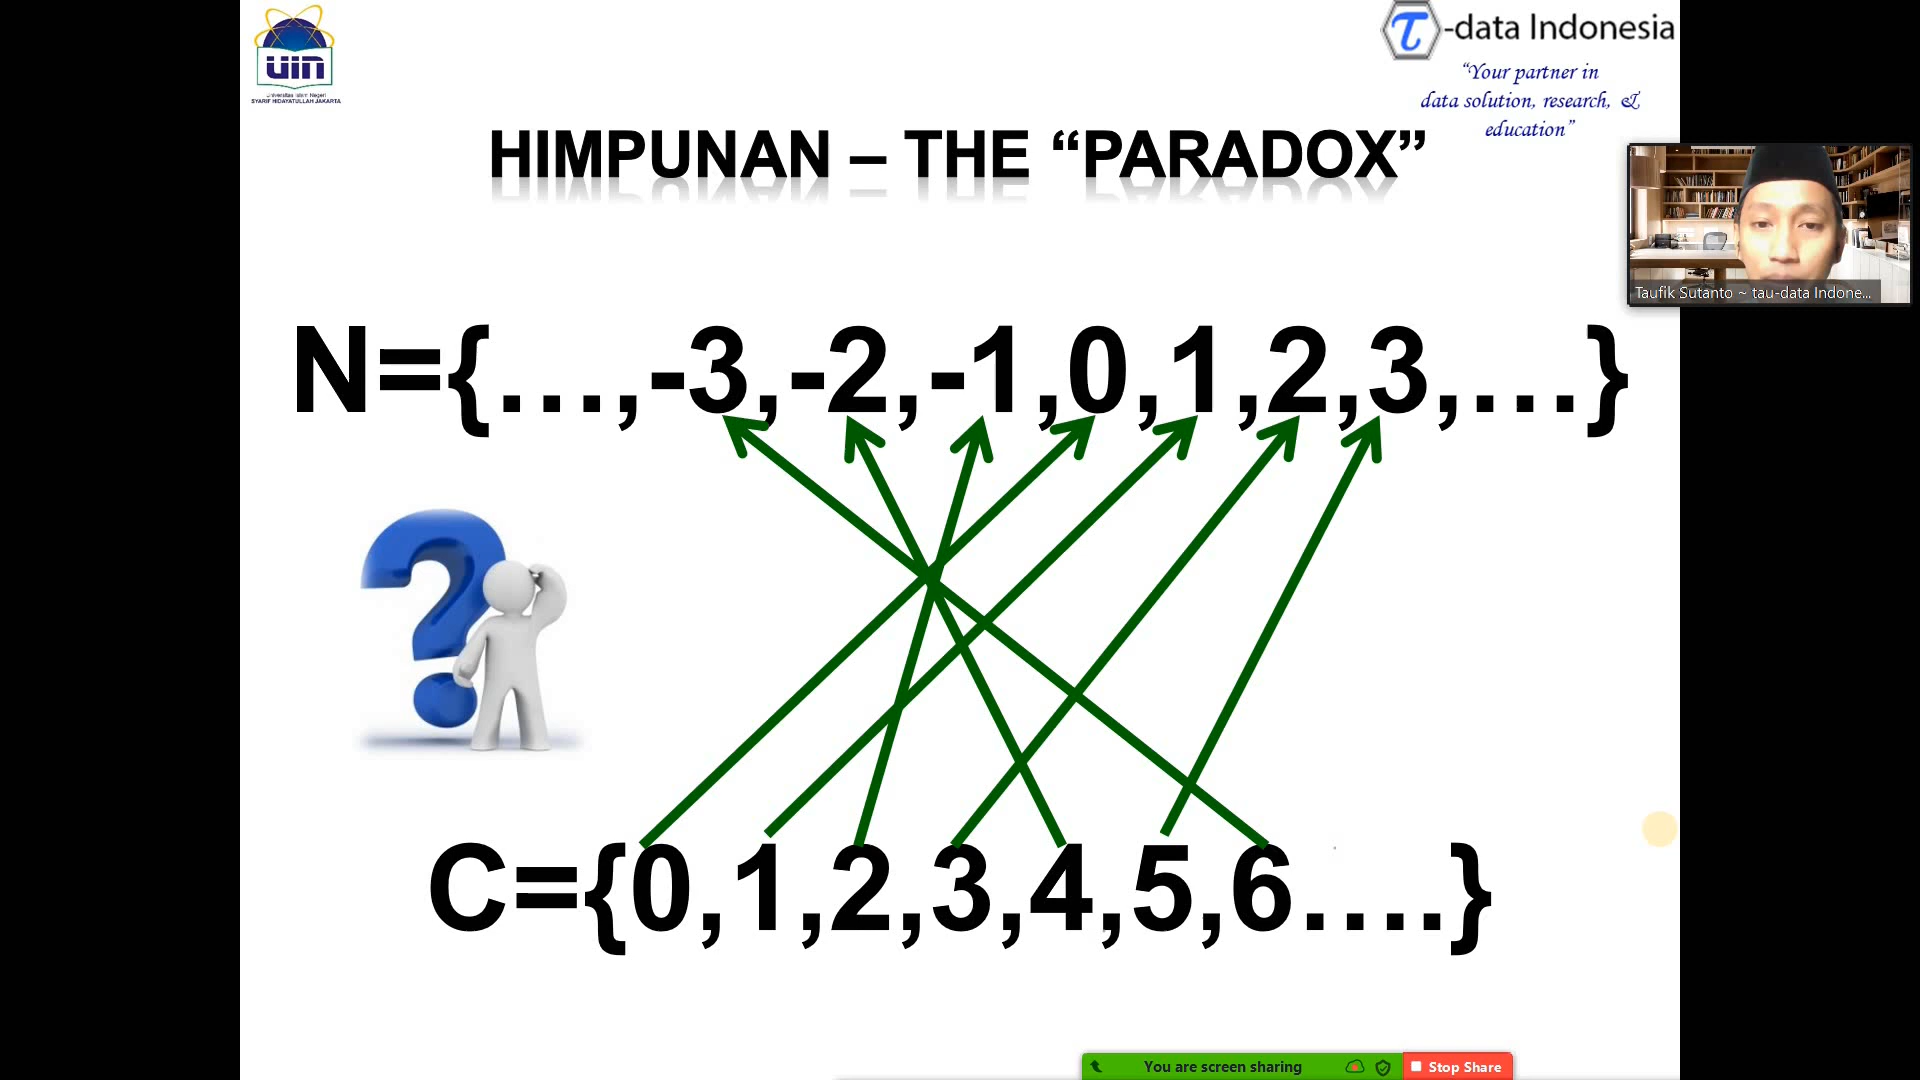 uin
Universitas Islam Negeri
SYARIF HIDAYATULLAH JAKARTA
τ-data Indonesia
“Your partner in
data solution, research, &
education”
HIMPUNAN – THE “PARADOX”
Taufik Sutanto ~ tau-data Indone...
N={...,-3,-2,-1,0,1,2,3,...}
C={0,1,2,3,4,5,6....}
You are screen sharing
Stop Share